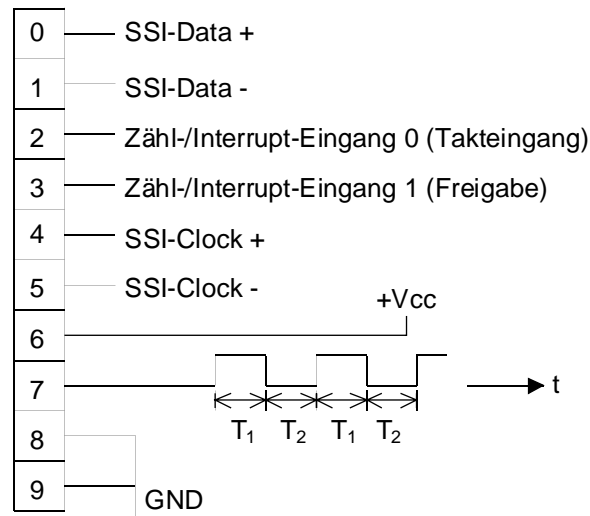 0 SSI-Data +
1 SSI-Data -
2 Zähl-/Interrupt-Eingang 0 (Takteingang)
3 Zähl-/Interrupt-Eingang 1 (Freigabe)
4 SSI-Clock +
5 SSI-Clock -
+Vcc
6
7 t
T₁ T₂ T₁ T₂
8
9 GND